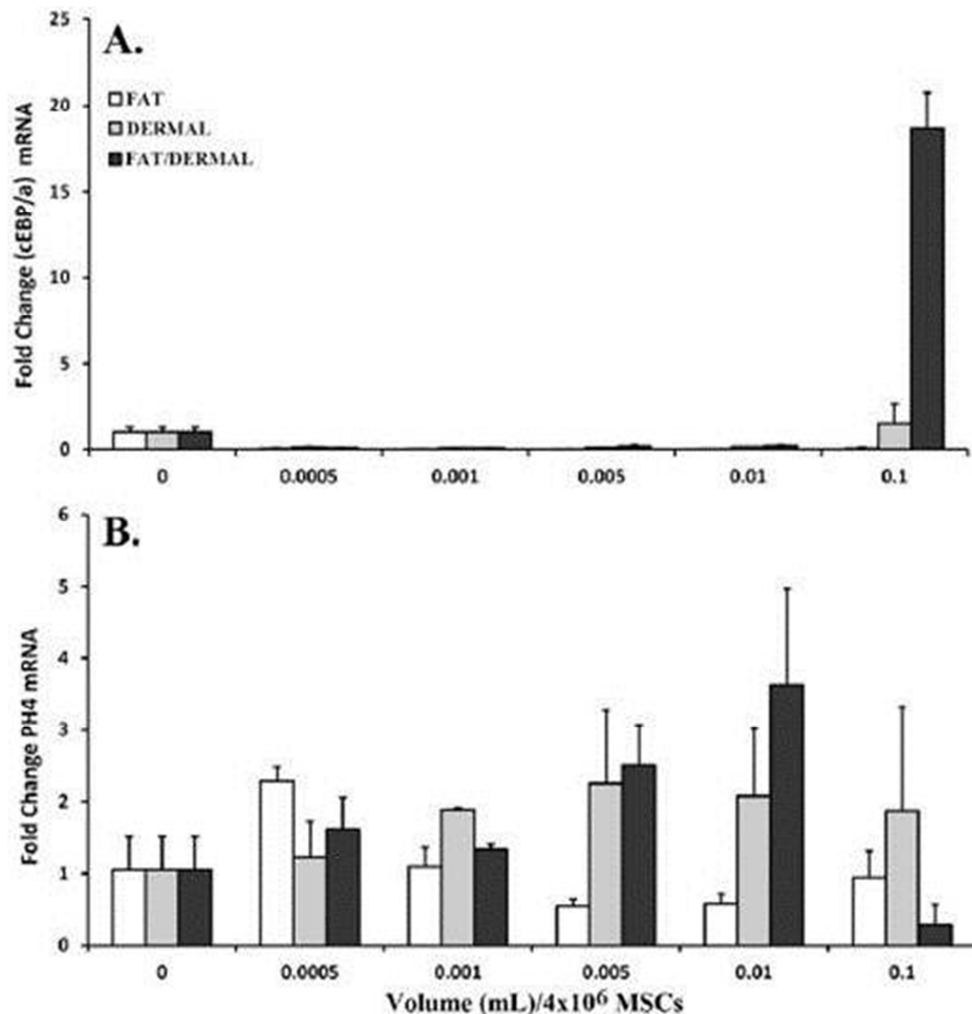 A.
25
20
15
10
5
0
FAT
DERMAL
FAT/DERMAL
Fold Change (cEBP/a) mRNA
0 0.0005 0.001 0.005 0.01 0.1
B.
6
5
4
3
2
1
0
Fold Change PH4 mRNA
0 0.0005 0.001 0.005 0.01 0.1
Volume (mL)/4x10⁶ MSCs